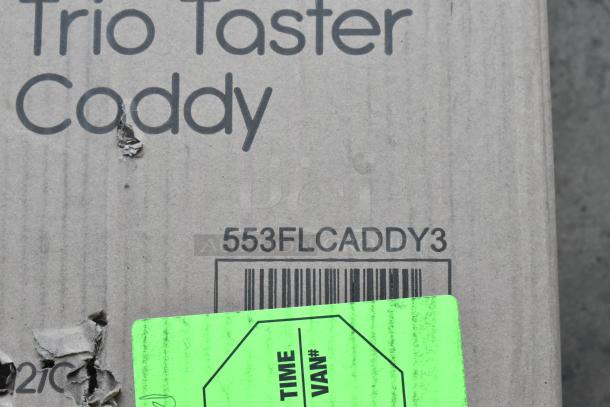 Trio Taster
Caddy
553FLCADDY3
TIME
VAN#